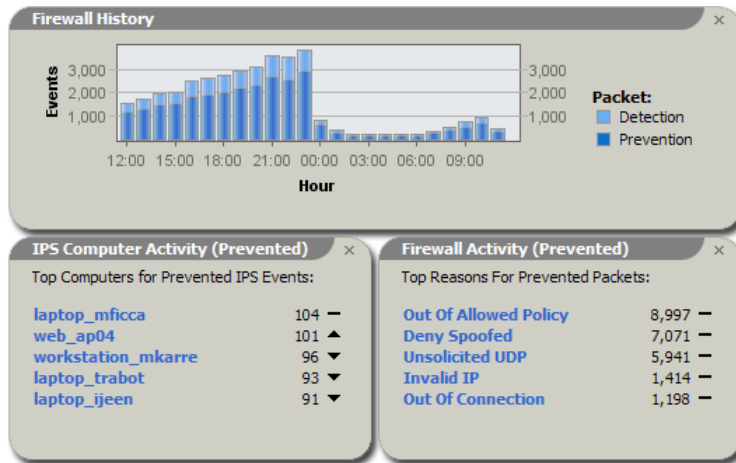 Firewall History
Events
3,000
2,000
1,000
3,000
2,000
1,000
12:00 15:00 18:00 21:00 00:00 03:00 06:00 09:00
Hour
Packet:
Detection
Prevention
IPS Computer Activity (Prevented)
Top Computers for Prevented IPS Events:
laptop_mficca 104
web_ap04 101
workstation_mkarre 96
laptop_trabot 93
laptop_ijeen 91
Firewall Activity (Prevented)
Top Reasons For Prevented Packets:
Out Of Allowed Policy 8,997
Deny Spoofed 7,071
Unsolicited UDP 5,941
Invalid IP 1,414
Out Of Connection 1,198